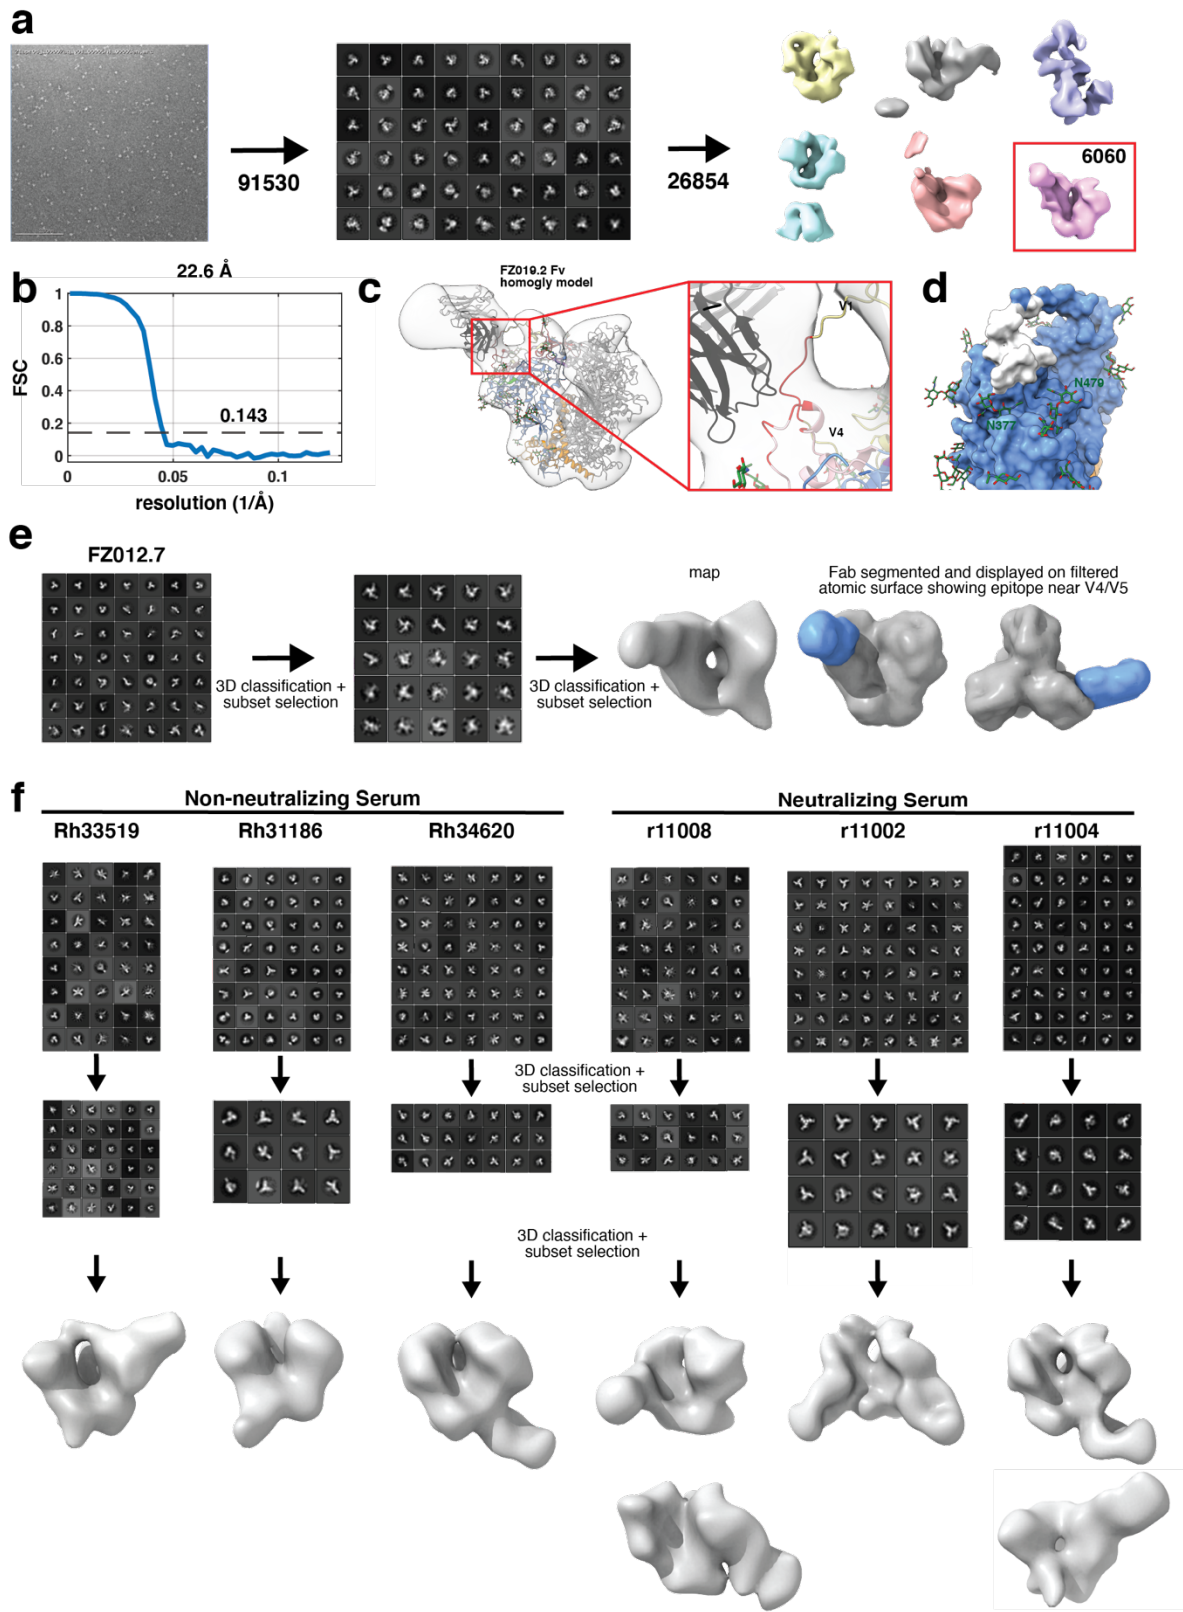 a
91530
26854
6060
b
22.6 Å
FSC
1
0.8
0.6
0.4
0.2
0
0.143
0
0.05
0.1
resolution (1/Å)
c
FZ019.2 Fv
homogly model
V1
V4
d
N479
N377
e
FZ012.7
3D classification +
subset selection
3D classification +
subset selection
map
Fab segmented and displayed on filtered
atomic surface showing epitope near V4/V5
f
Non-neutralizing Serum
Neutralizing Serum
Rh33519
Rh31186
Rh34620
r11008
r11002
r11004
3D classification +
subset selection
3D classification +
subset selection